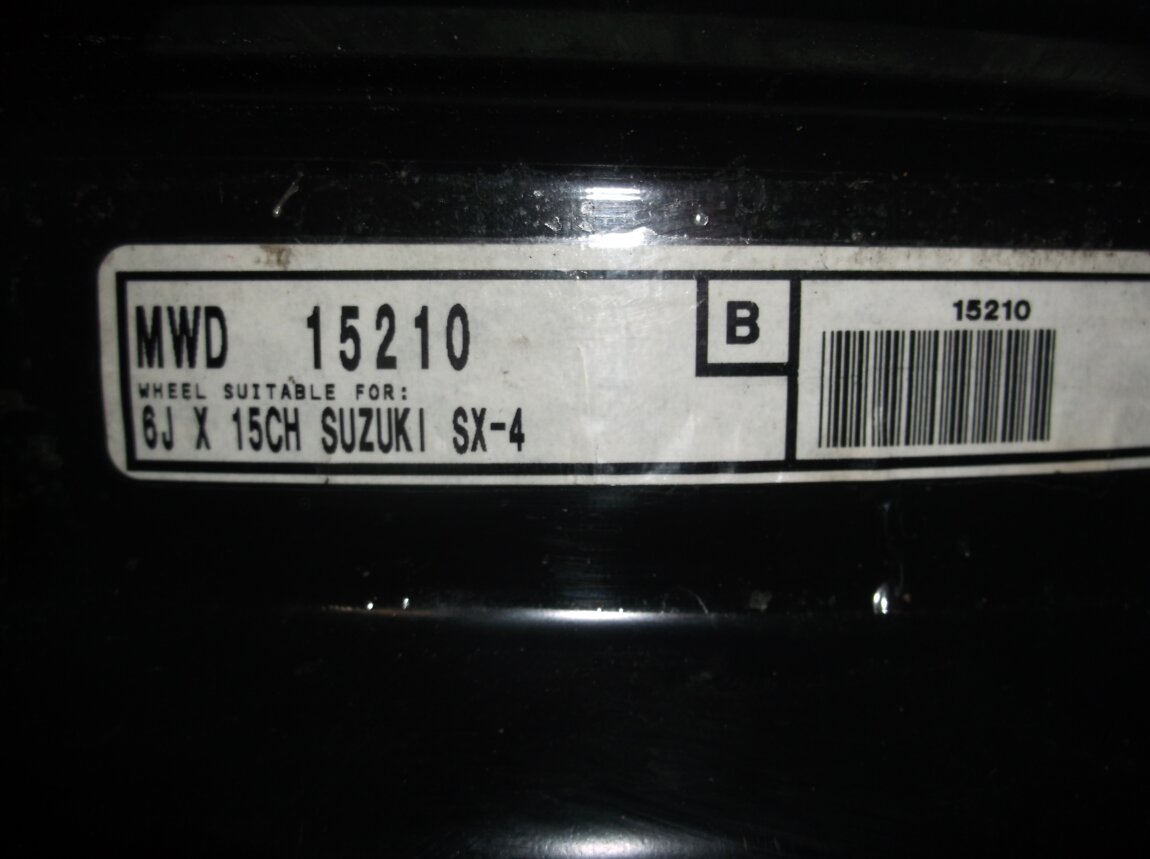 MWD 15210
WHEEL SUITABLE FOR:
6J X 15CH SUZUKI SX-4
B
15210